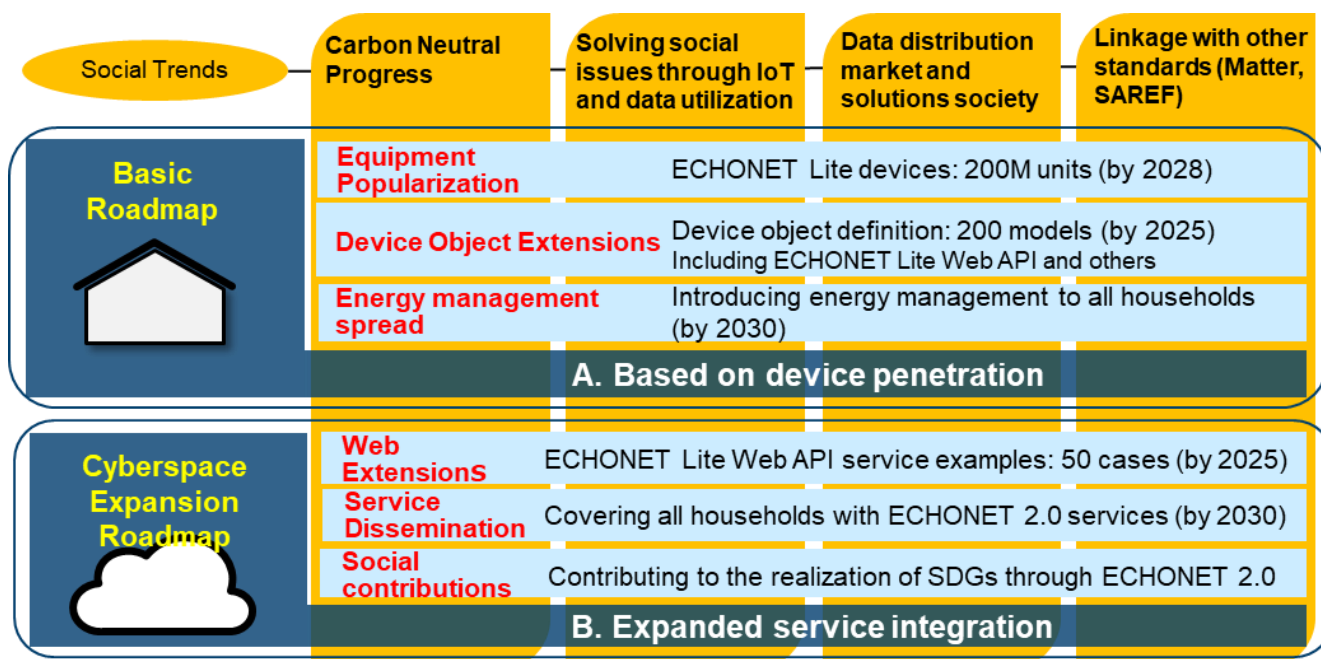 Social Trends
Carbon Neutral
Progress
Solving social
issues through IoT
and data utilization
Data distribution
market and
solutions society
Linkage with other
standards (Matter,
SAREF)
Basic
Roadmap
Equipment
Popularization
ECHONET Lite devices: 200M units (by 2028)
Device Object Extensions
Device object definition: 200 models (by 2025)
Including ECHONET Lite Web API and others
Energy management
spread
Introducing energy management to all households
(by 2030)
A. Based on device penetration
Cyberspace
Expansion
Roadmap
Web
Extensions
ECHONET Lite Web API service examples: 50 cases (by 2025)
Service
Dissemination
Covering all households with ECHONET 2.0 services (by 2030)
Social
contributions
Contributing to the realization of SDGs through ECHONET 2.0
B. Expanded service integration